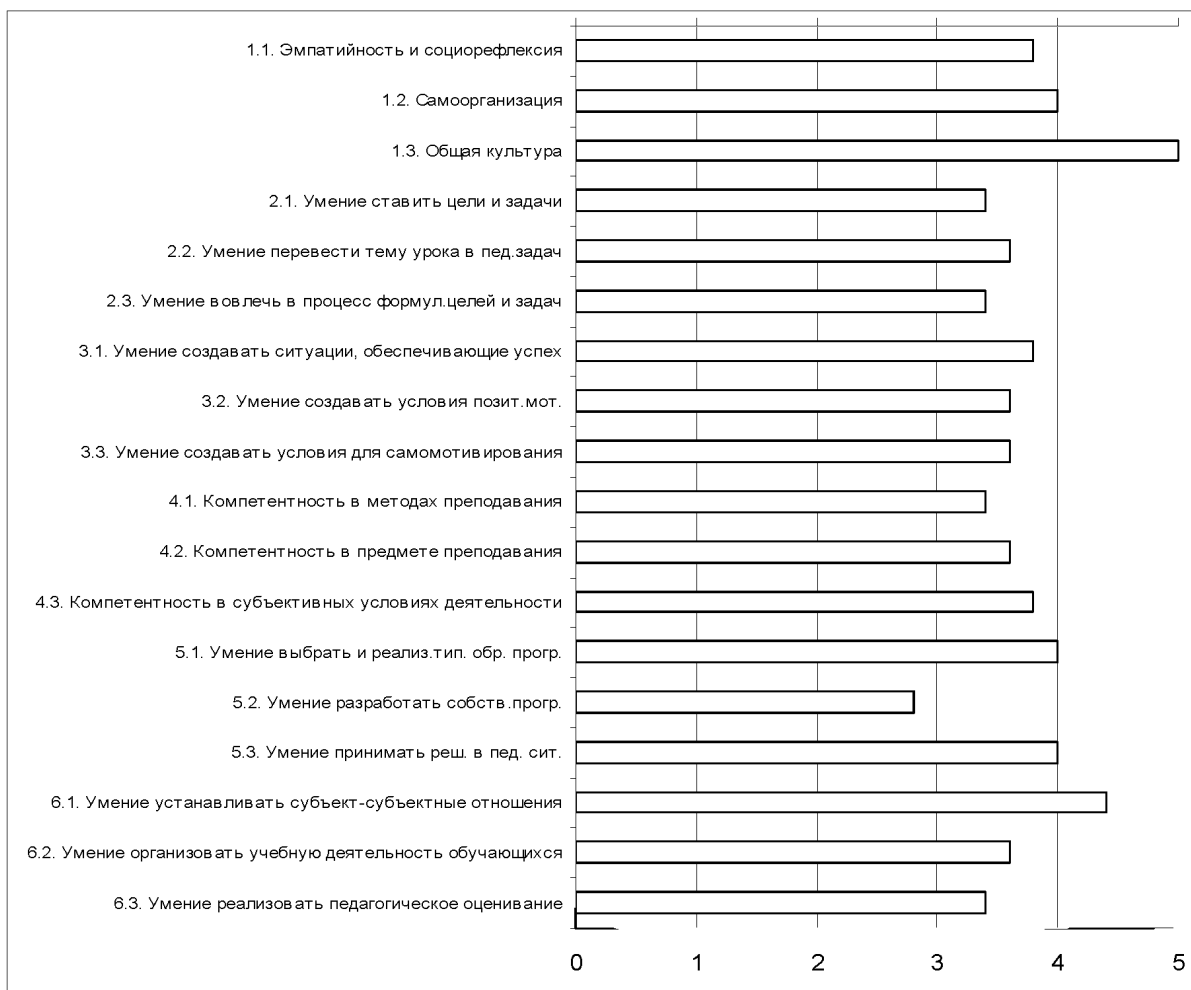 1.1. Эмпатийность и социорефлексия
1.2. Самоорганизация
1.3. Общая культура
2.1. Умение ставить цели и задачи
2.2. Умение перевести тему урока в пед.задач
2.3. Умение вовлечь в процесс формул.целей и задач
3.1. Умение создавать ситуации, обеспечивающие успех
3.2. Умение создавать условия позит.мот.
3.3. Умение создавать условия для самомотивирования
4.1. Компетентность в методах преподавания
4.2. Компетентность в предмете преподавания
4.3. Компетентность в субъективных условиях деятельности
5.1. Умение выбрать и реализ.тип. обр. прогр.
5.2. Умение разработать собств.прогр.
5.3. Умение принимать реш. в пед. сит.
6.1. Умение устанавливать субъект-субъектные отношения
6.2. Умение организовать учебную деятельность обучающихся
6.3. Умение реализовать педагогическое оценивание
0 1 2 3 4 5